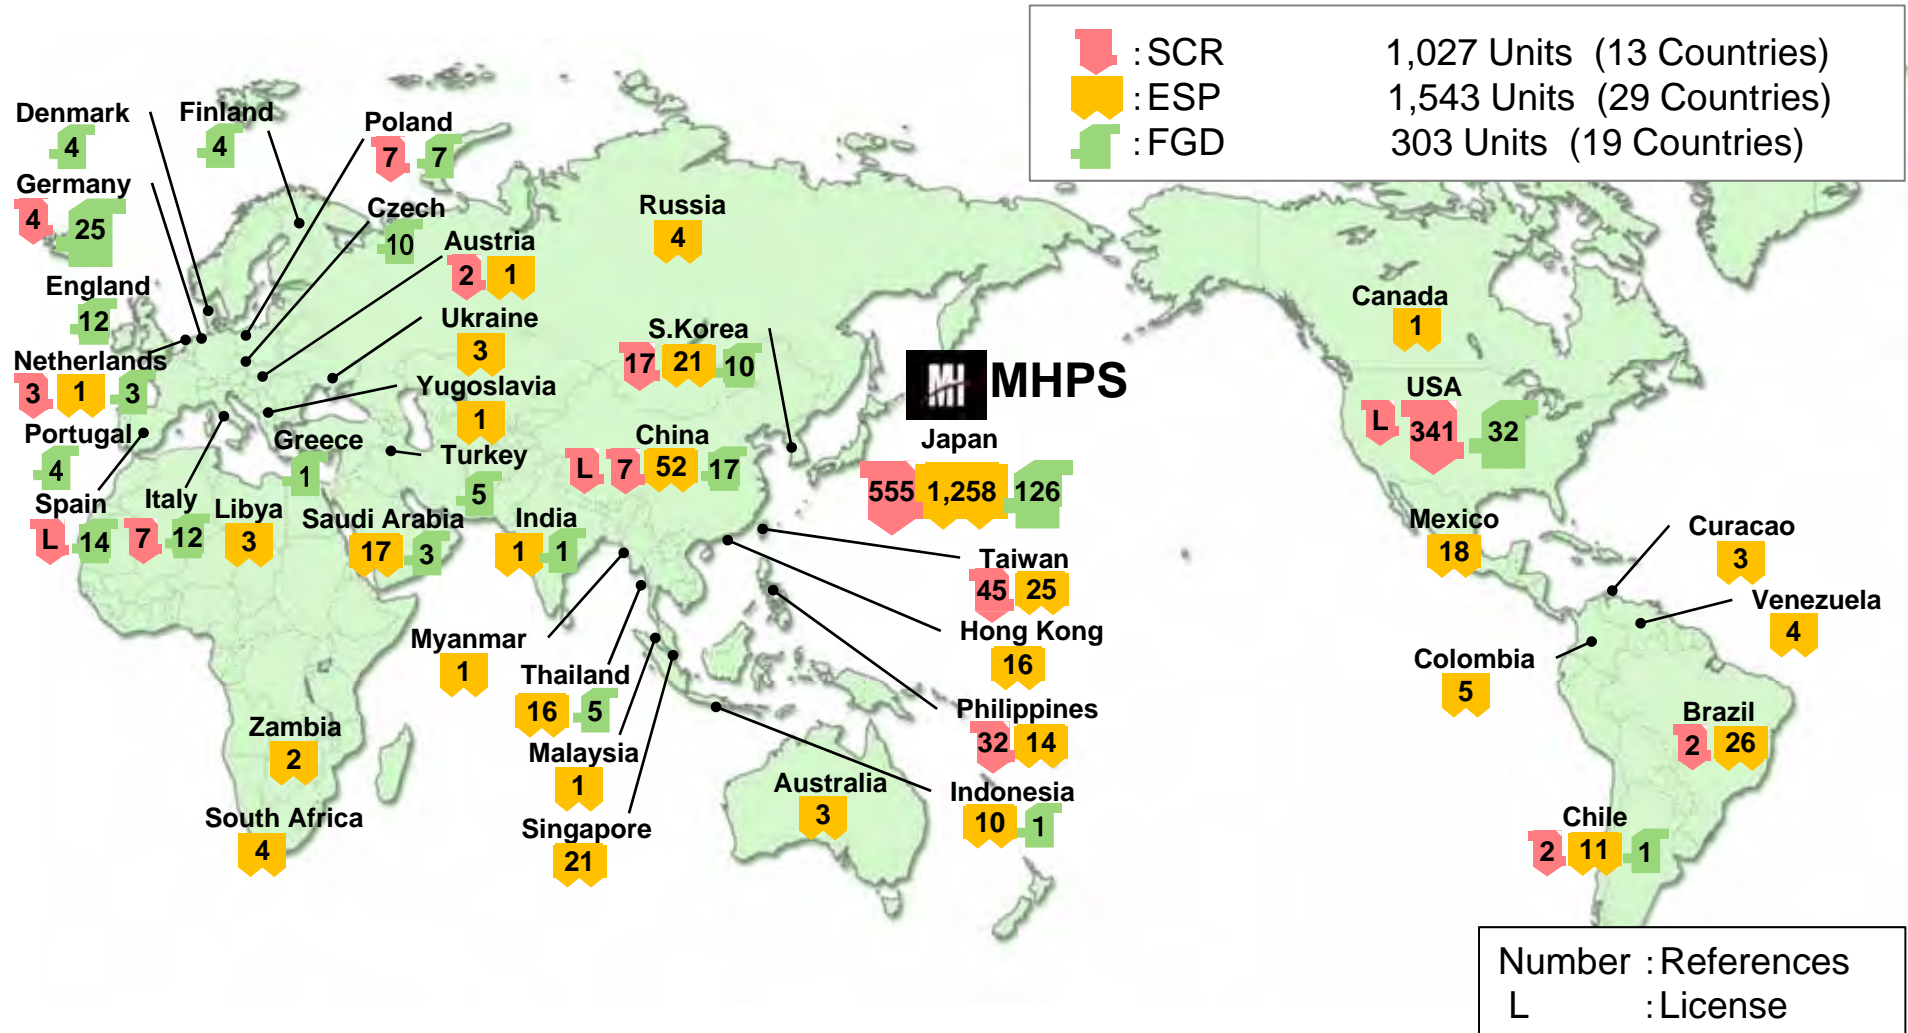 : SCR 1,027 Units (13 Countries)
: ESP 1,543 Units (29 Countries)
: FGD 303 Units (19 Countries)
Denmark
4
Finland
4
Poland
7 7
Germany
4 25
Czech
10
Austria
2 1
Russia
4
England
12
Ukraine
3
S.Korea
17 21 10
Netherlands
3 1 3
Yugoslavia
1
MH MHPS
Japan
555 1,258 126
Canada
1
USA
L 341 32
Portugal
4
Greece
1
Turkey
5
China
L 7 52 17
Spain
L 14
Italy
7 12
Libya
3
Saudi Arabia
17 3
India
1 1
Taiwan
45 25
Mexico
18
Curacao
3
Venezuela
4
Myanmar
1
Hong Kong
16
Thailand
16 5
Colombia
5
Philippines
32 14
Brazil
2 26
Zambia
2
Malaysia
1
Australia
3
Indonesia
10 1
South Africa
4
Singapore
21
Chile
2 11 1
Number : References
L : License